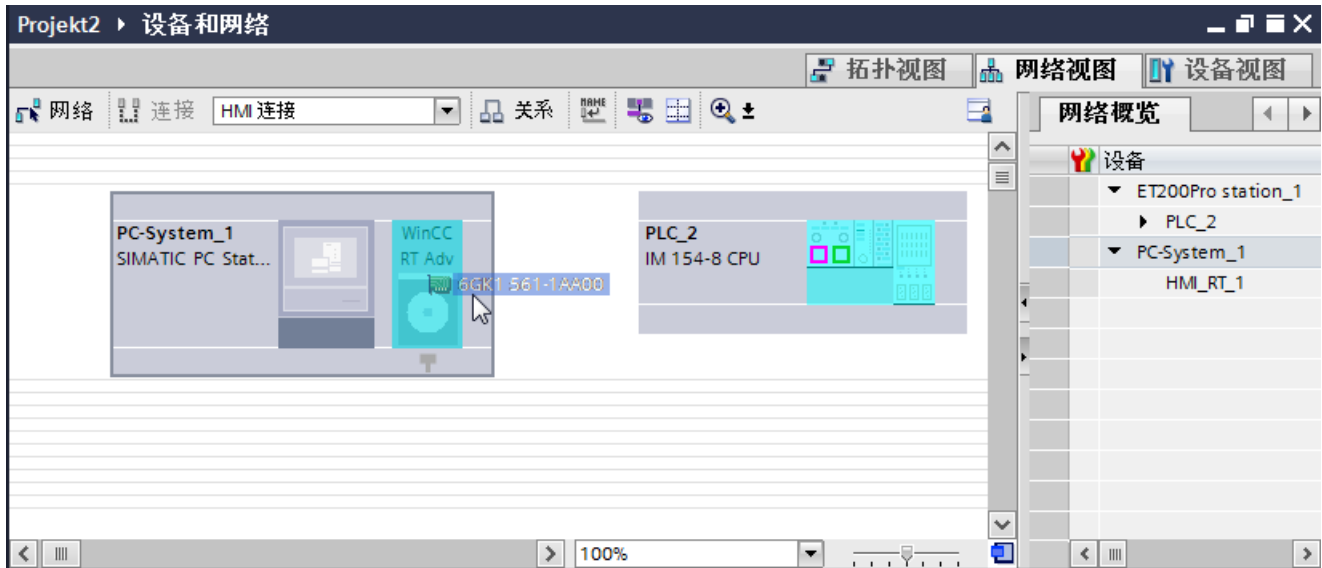 Projekt2 ▸ 设备和网络
拓扑视图 网络视图 设备视图
网络 连接 HMI 连接 关系 NAME 网络概览
设备
ET200Pro station_1
PLC_2
PC-System_1
HMI_RT_1
PC-System_1
SIMATIC PC Stat...
WinCC
RT Adv
6GK1 561-1AA00
PLC_2
IM 154-8 CPU
100%